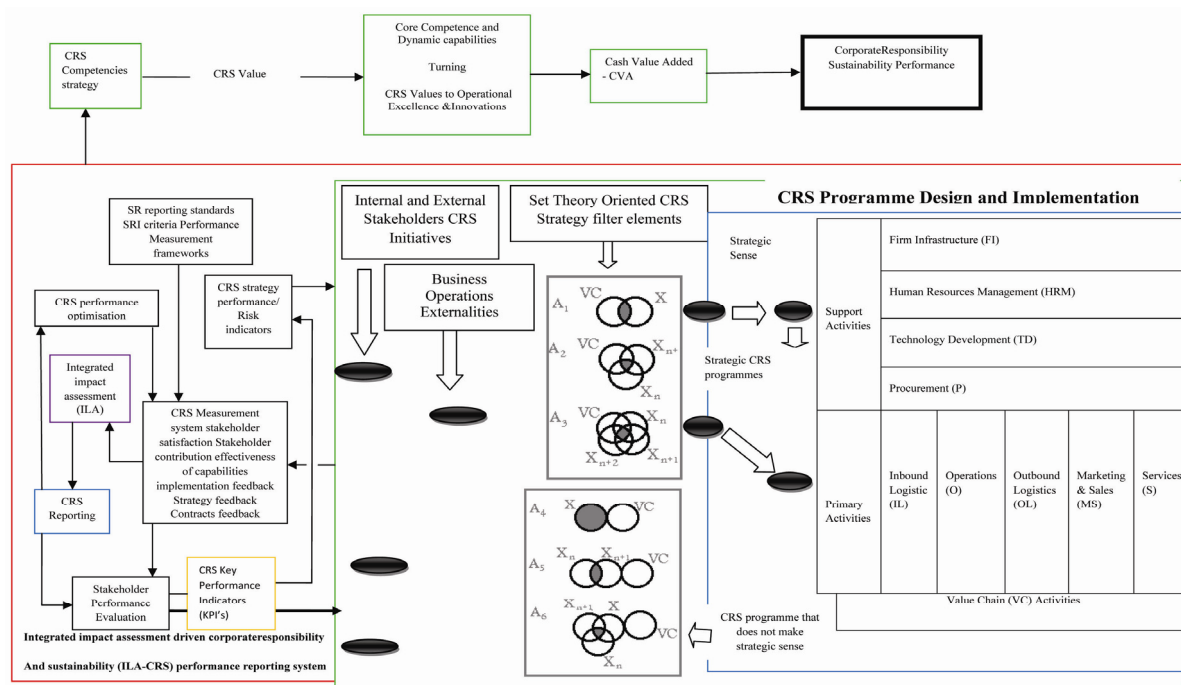 CRS
Competencies
strategy
CRS Value
Core Competence and
Dynamic capabilities
Turning
CRS Values to Operational
Excellence &Innovations
Cash Value Added
- CVA
CorporateResponsibility
Sustainability Performance
SR reporting standards
SRI criteria Performance
Measurement
frameworks
CRS strategy
performance/
Risk
indicators
CRS performance
optimisation
Integrated
impact
assessment
(ILA)
CRS Measurement
system stakeholder
satisfaction Stakeholder
contribution effectiveness
of capabilities
implementation feedback
Strategy feedback
Contracts feedback
CRS
Reporting
Stakeholder
Performance
Evaluation
CRS Key
Performance
Indicators
(KPI's)
Integrated impact assessment driven corporateresponsibility
And sustainability (ILA-CRS) performance reporting system
Internal and External
Stakeholders CRS
Initiatives
Business
Operations
Externalities
Set Theory Oriented CRS
Strategy filter elements
A1 VC X
A2 VC Xn+
Xn
A3 VC Xn
Xn+2 Xn+1
A4 X VC
A5 Xn Xn+1 VC
A6 Xn+1 X VC
Xn
CRS Programme Design and Implementation
Strategic
Sense
Strategic CRS
programmes
CRS programme that
does not make
strategic sense
Support
Activities
Firm Infrastructure (FI)
Human Resources Management (HRM)
Technology Development (TD)
Procurement (P)
Primary
Activities
Inbound
Logistic
(IL)
Operations
(O)
Outbound
Logistics
(OL)
Marketing
& Sales
(MS)
Services
(S)
Value Chain (VC) Activities